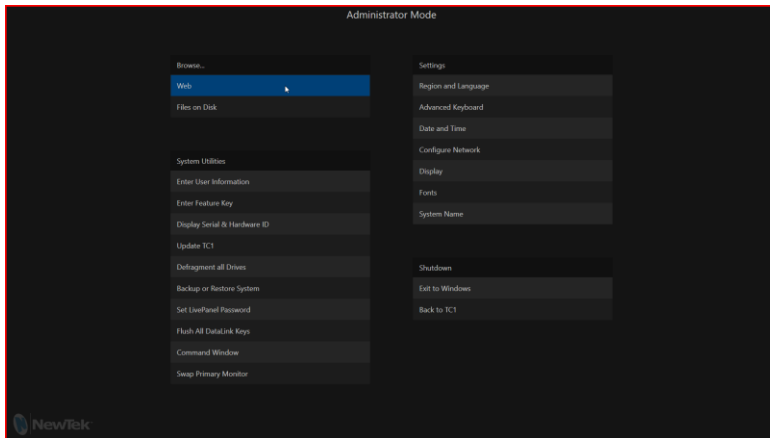 Administrator Mode
Browse...
Web
Files on Disk
System Utilities
Enter User Information
Enter Feature Key
Display Serial & Hardware ID
Update TC1
Defragment all Drives
Backup or Restore System
Set LivePanel Password
Flush All DataLink Keys
Command Window
Swap Primary Monitor
Settings
Region and Language
Advanced Keyboard
Date and Time
Configure Network
Display
Fonts
System Name
Shutdown
Exit to Windows
Back to TC1
NewTek